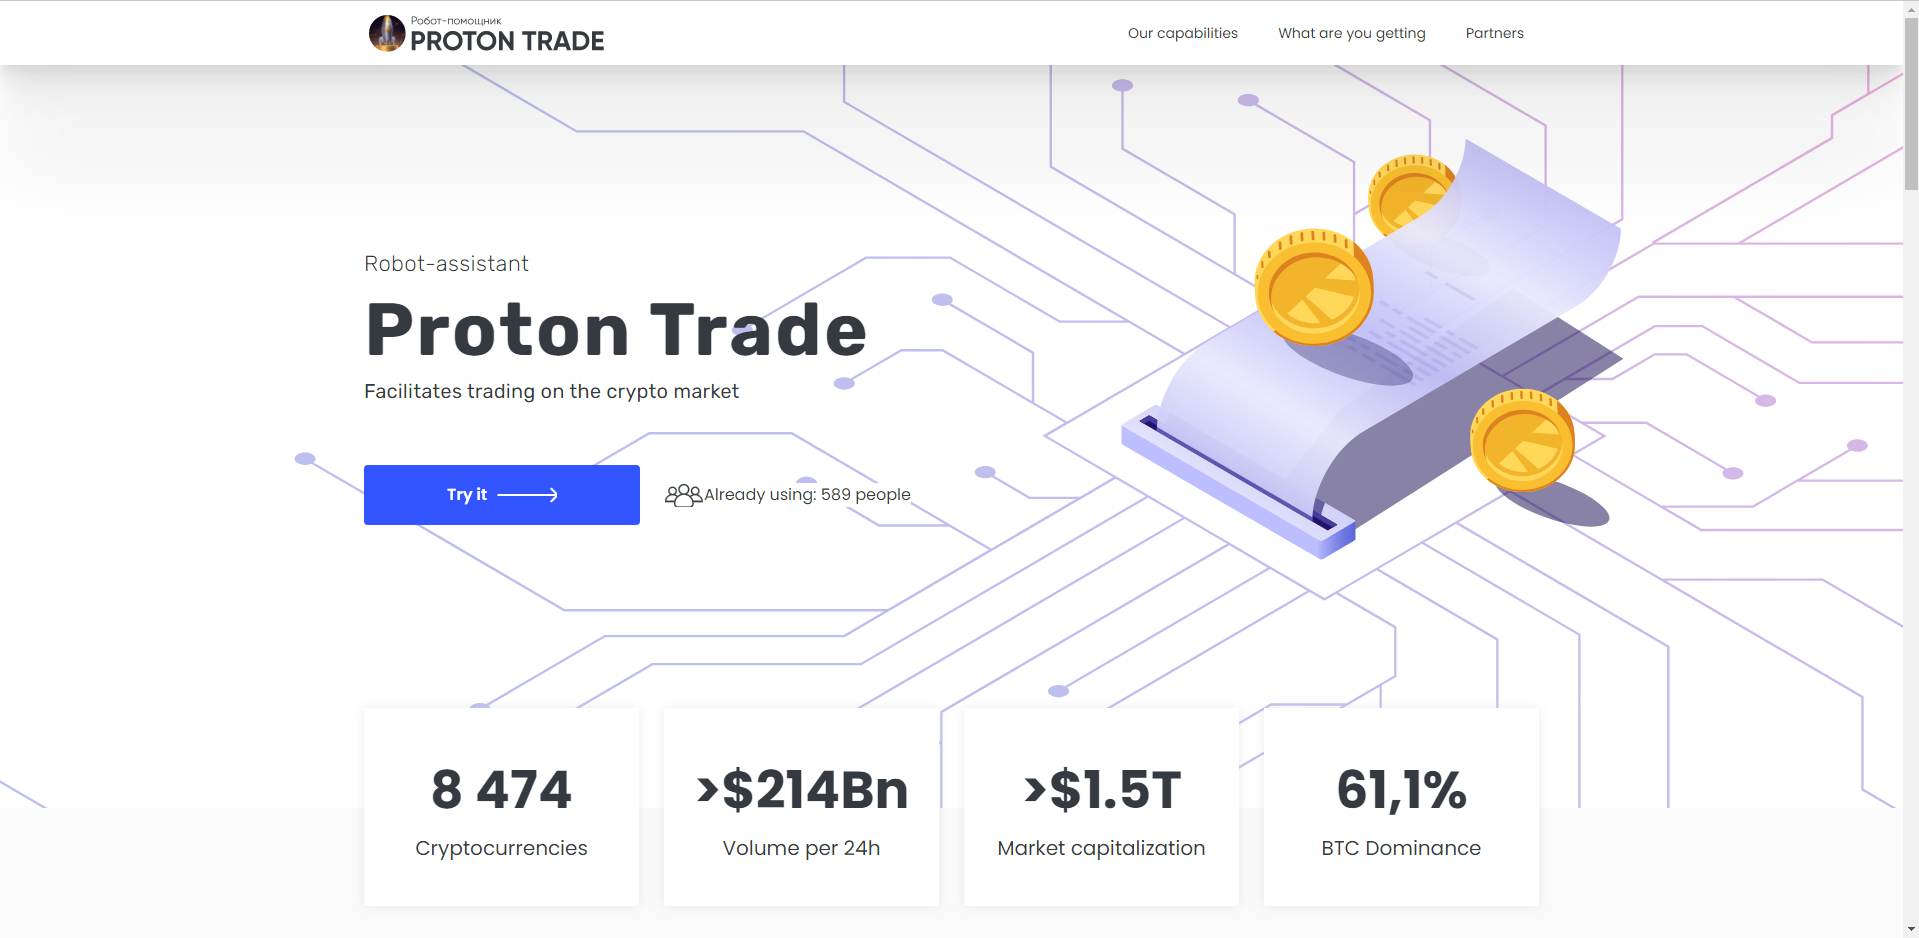 Робот-помощник
PROTON TRADE
Our capabilities
What are you getting
Partners
Robot-assistant
Proton Trade
Facilitates trading on the crypto market
Try it
Already using: 589 people
8 474
Cryptocurrencies
>$214Bn
Volume per 24h
>$1.5T
Market capitalization
61,1%
BTC Dominance